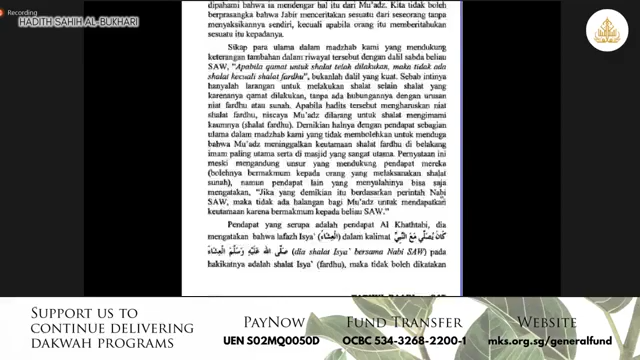 Recording
HADITH SAHIH AL-BUKHARI
dipahami bahwa ia mendengar hal itu dari Mu'adz. Kita tidak boleh
berprasangka bahwa Jabir menceritakan sesuatu dari seseorang tanpa
menyaksikannya sendiri, kecuali apabila orang itu memberitahukan
sesuatu itu kepadanya.
Sikap para ulama dalam madzhab kami yang mendukung
keterangan tambahan dalam riwayat tersebut dengan dalil sabda beliau
SAW, "Apabila qamat untuk shalat telah dilakukan, maka tidak ada
shalat kecuali shalat fardhu", bukanlah dalil yang kuat. Sebab intinya
hanyalah larangan untuk melakukan shalat selain shalat yang
karenanya qamat dilakukan, tanpa ada hubungannya dengan urusan
niat fardhu atau sunah. Apabila hadits tersebut mengharuskan niat
shalat fardhu, niscaya Mu'adz dilarang untuk shalat mengimami
kaumnya (shalat fardhu). Demikian halnya dengan pendapat sebagian
ulama dalam madzhab kami yang tidak membolehkan untuk menduga
bahwa Mu'adz meninggalkan keutamaan shalat fardhu di belakang
imam paling utama serta di masjid yang sangat utama. Pernyataan ini
meski mengandung unsur yang mendukung pendapat mereka
(bolehnya bermakmum kepada orang yang melaksanakan shalat
sunah), namun pendapat lain yang menyalahinya bisa saja
mengatakan, "Jika yang demikian itu berdasarkan perintah Nabi
SAW, maka tidak ada halangan bagi Mu'adz untuk mendapatkan
keutamaan karena bermakmum kepada beliau SAW."
Pendapat yang serupa adalah pendapat Al Khathtabi, dia
mengatakan bahwa lafazh Isya' (الْعِشَاءَ) dalam kalimat كَانَ يُصَلِّي مَعَ النَّبِيِّ
صَلَّى اللهُ عَلَيْهِ وَسَلَّمَ الْعِشَاءَ (dia shalat Isya' bersama Nabi SAW) pada
hakikatnya adalah shalat Isya' (fardhu), maka tidak boleh dikatakan
SUPPORT US TO
CONTINUE DELIVERING
DAKWAH PROGRAMS
PAYNOW
UEN S02MQ0050D
FUND TRANSFER
OCBC 534-3268-2200-1
WEBSITE
mks.org.sg/generalfund